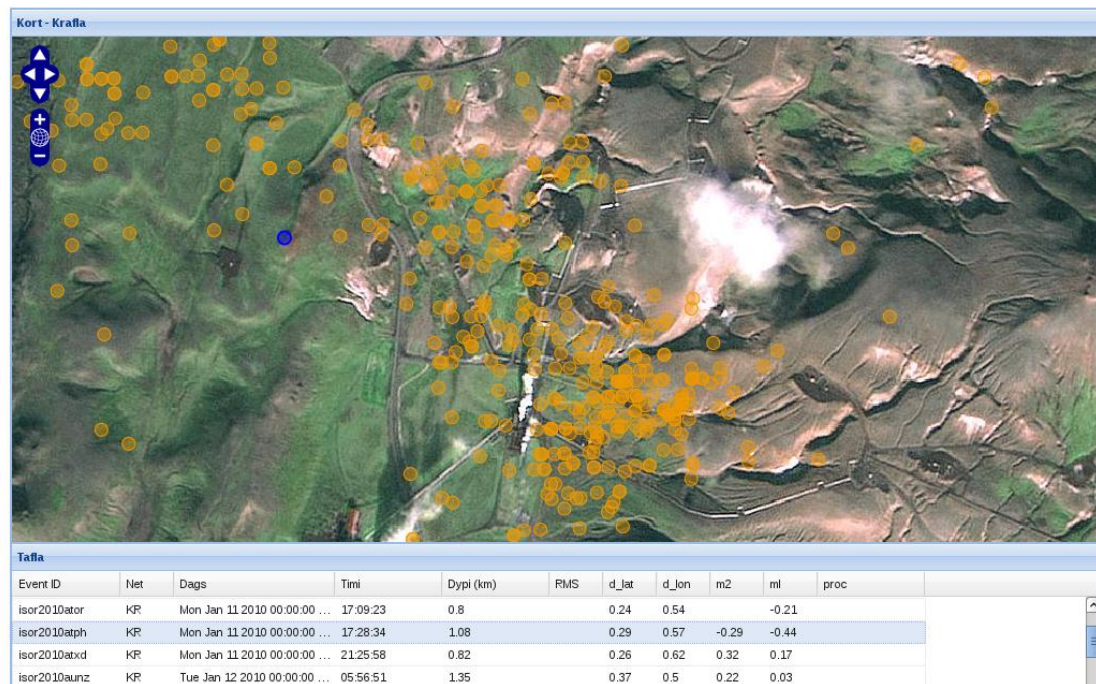 Kort - Krafla
Tafla
Event ID Net Dags Timi Dypi (km) RMS d_lat d_lon m2 ml proc
isor2010ator KR Mon Jan 11 2010 00:00:00 ... 17:09:23 0.8 0.24 0.54 -0.21
isor2010atph KR Mon Jan 11 2010 00:00:00 ... 17:28:34 1.08 0.29 0.57 -0.29 -0.44
isor2010atxd KR Mon Jan 11 2010 00:00:00 ... 21:25:58 0.82 0.26 0.62 0.32 0.17
isor2010aunz KR Tue Jan 12 2010 00:00:00 ... 05:56:51 1.35 0.37 0.5 0.22 0.03